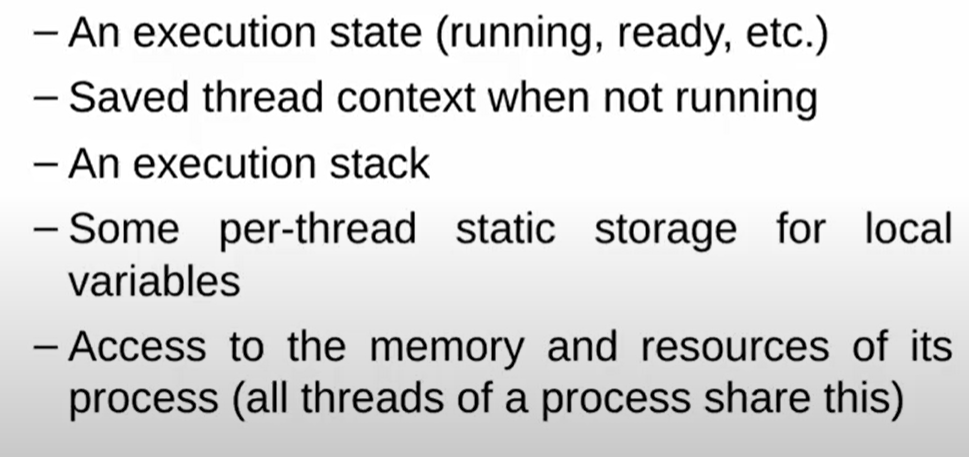 – An execution state (running, ready, etc.)
– Saved thread context when not running
– An execution stack
– Some per-thread static storage for local
variables
– Access to the memory and resources of its
process (all threads of a process share this)